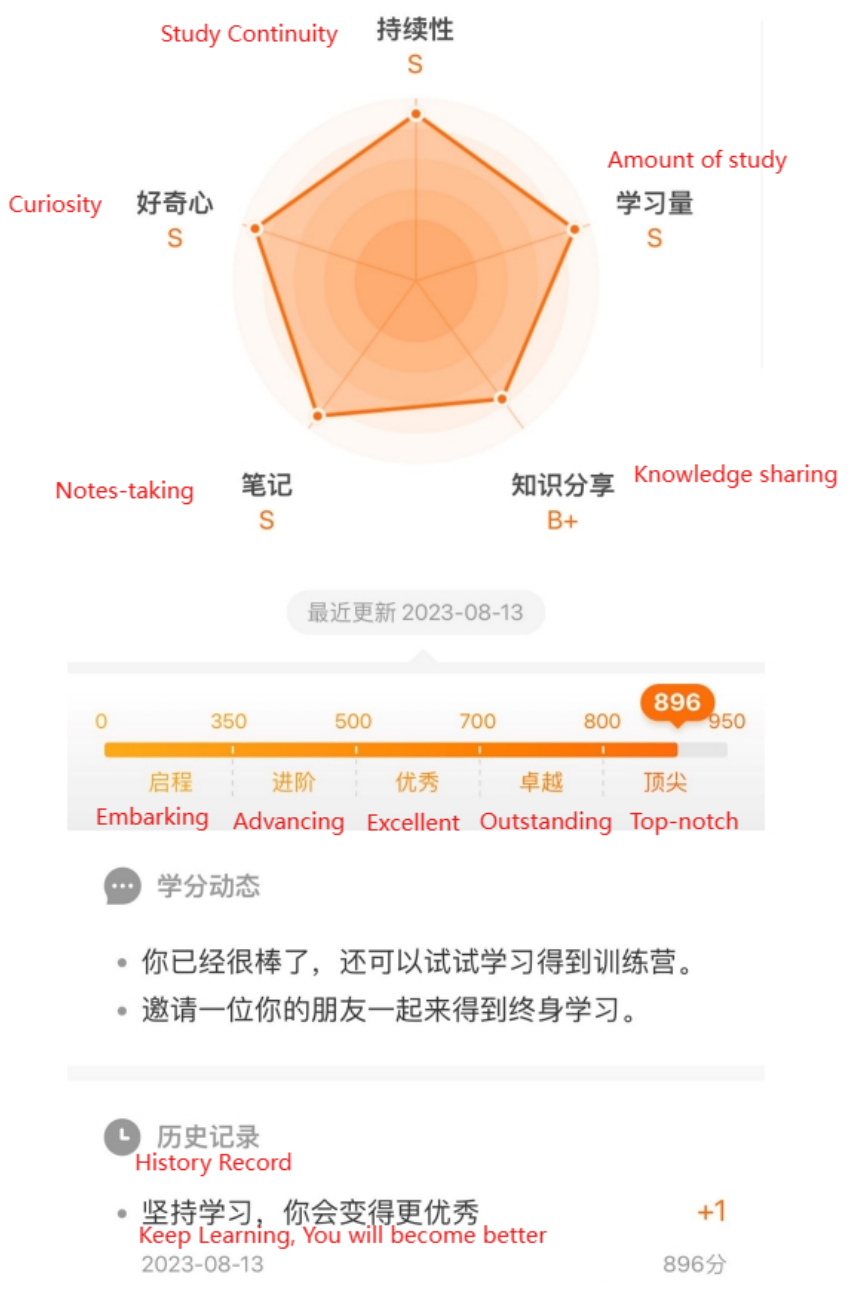 Study Continuity 持续性
S
Amount of study
Curiosity 好奇心 学习量
S S
Notes-taking 笔记 知识分享 Knowledge sharing
S B+
最近更新 2023-08-13
896
0 350 500 700 800 950
启程 进阶 优秀 卓越 顶尖
Embarking Advancing Excellent Outstanding Top-notch
学分动态
你已经很棒了，还可以试试学习得到训练营。
邀请一位你的朋友一起来得到终身学习。
历史记录
History Record
坚持学习，你会变得更优秀 +1
Keep Learning, You will become better
2023-08-13 896分